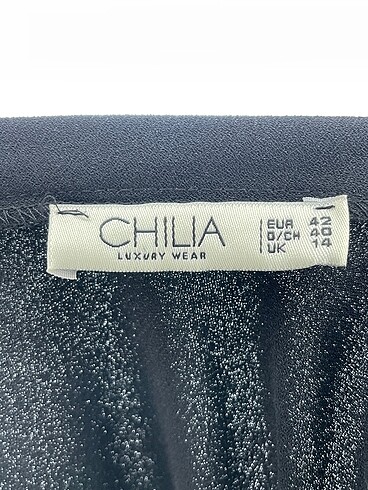 CHILIA
LUXURY WEAR
EUR 42
D/CH 40
UK 14